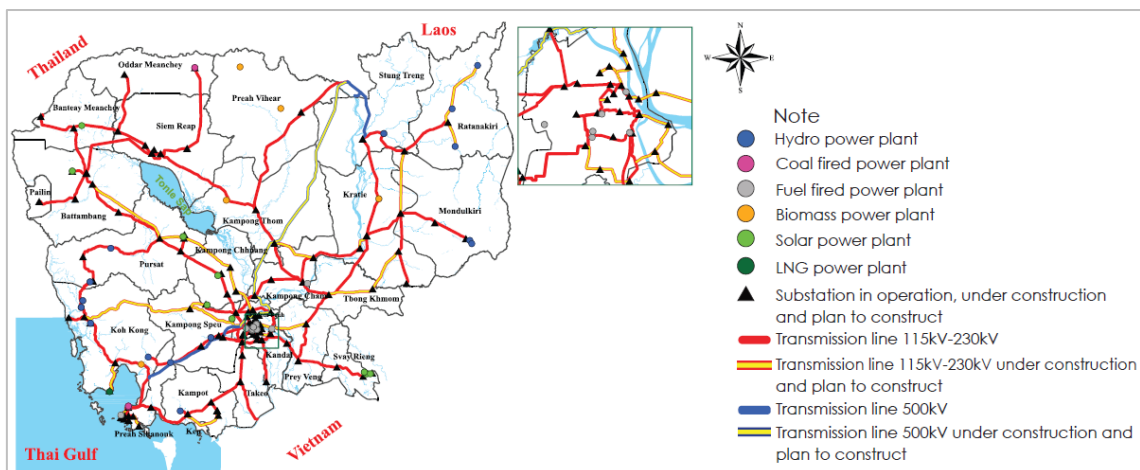 Thailand
Laos
N
W
E
S
Oddar Meanchey
Stung Treng
Preah Vihear
Banteay Meanchey
Siem Reap
Ratanakiri
Tonle Sap
Pailin
Battambang
Kratie
Mondulkiri
Kampong Thom
Kampong Chhnang
Pursat
Kampong Cham
Tbong Khmom
Koh Kong
Kampong Speu
Kandal
Svay Rieng
Prey Veng
Kampot
Takeo
Preah Sihanouk
Kep
Thai Gulf
Vietnam
Note
Hydro power plant
Coal fired power plant
Fuel fired power plant
Biomass power plant
Solar power plant
LNG power plant
Substation in operation, under construction
and plan to construct
Transmission line 115kV-230kV
Transmission line 115kV-230kV under construction
and plan to construct
Transmission line 500kV
Transmission line 500kV under construction and
plan to construct